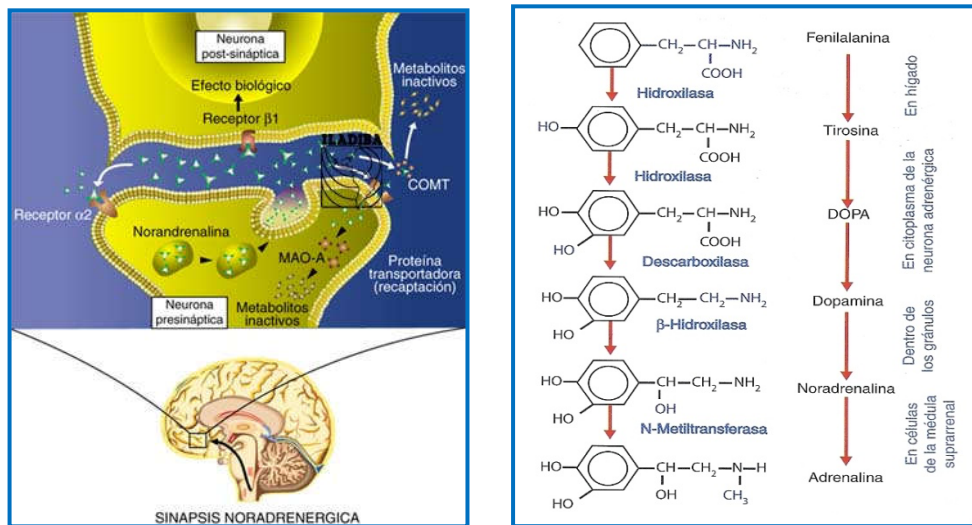 Neurona
post-sináptica
Efecto biológico
Receptor β1
Metabolitos
inactivos
ILADIBA
COMT
Receptor α2
Norandrenalina
MAO-A
Proteína
transportadora
(recaptación)
Neurona
presináptica
Metabolitos
inactivos
SINAPSIS NORADRENERGICA
CH₂—CH—NH₂
COOH
Hidroxilasa
HO
CH₂—CH—NH₂
COOH
Hidroxilasa
HO
HO
CH₂—CH—NH₂
COOH
Descarboxilasa
HO
HO
CH₂—CH₂—NH₂
β-Hidroxilasa
HO
HO
CH—CH₂—NH₂
OH
N-Metiltransferasa
HO
HO
CH—CH₂—N—H
OH
CH₃
Fenilalanina
En hígado
Tirosina
En citoplasma de la
neurona adrenérgica
DOPA
Dopamina
Dentro de
los gránulos
Noradrenalina
En células
de la médula
suprarrenal
Adrenalina